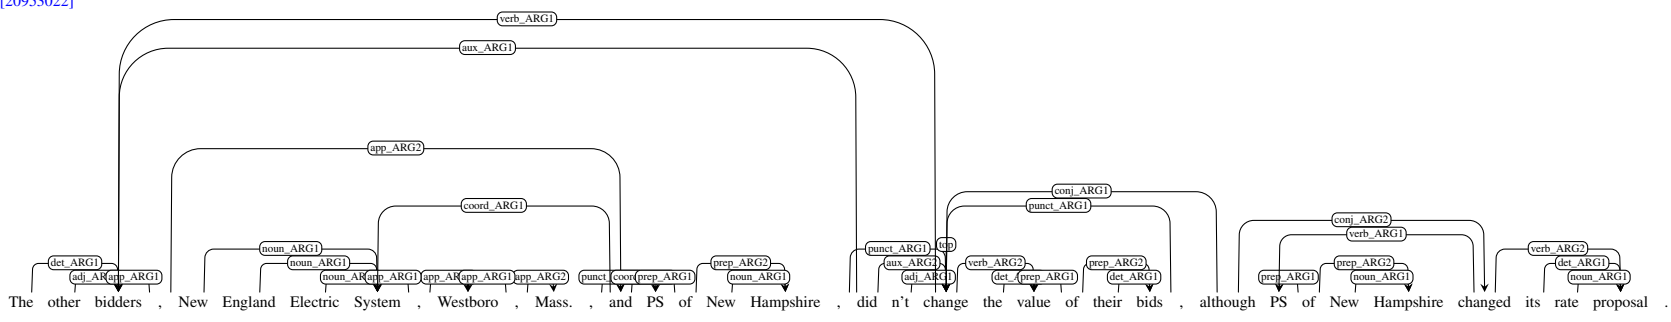 [20953022]
verb_ARG1
aux_ARG1
app_ARG2
conj_ARG1
coord_ARG1 punct_ARG1
conj_ARG2
verb_ARG1
noun_ARG1 punct_ARG1 top verb_ARG2
det_ARG1 noun_ARG1 prep_ARG2 aux_ARG2 verb_ARG2 prep_ARG2 prep_ARG2 det_ARG1
app_ARG1 app_ARG1 app_ARG1 app_ARG2 prep_ARG1 noun_ARG1 adj_ARG1 prep_ARG1 det_ARG1 prep_ARG1 noun_ARG1 noun_ARG1
The other bidders , New England Electric System , Westboro , Mass. , and PS of New Hampshire , did n't change the value of their bids , although PS of New Hampshire changed its rate proposal .